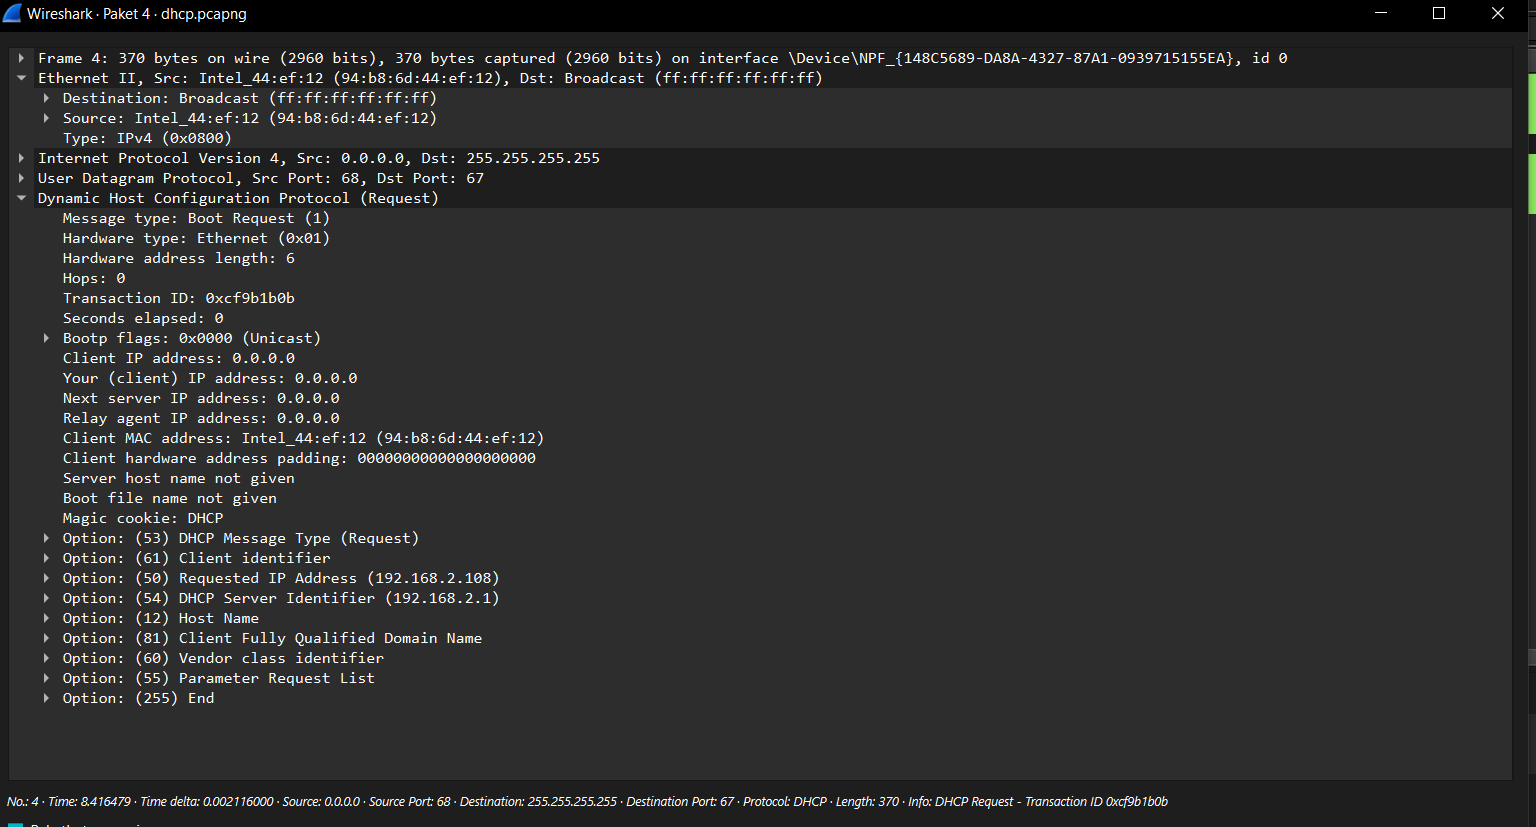 Wireshark · Paket 4 · dhcp.pcapng
Frame 4: 370 bytes on wire (2960 bits), 370 bytes captured (2960 bits) on interface \Device\NPF_{148C5689-DA8A-4327-87A1-0939715155EA}, id 0
Ethernet II, Src: Intel_44:ef:12 (94:b8:6d:44:ef:12), Dst: Broadcast (ff:ff:ff:ff:ff:ff)
Destination: Broadcast (ff:ff:ff:ff:ff:ff)
Source: Intel_44:ef:12 (94:b8:6d:44:ef:12)
Type: IPv4 (0x0800)
Internet Protocol Version 4, Src: 0.0.0.0, Dst: 255.255.255.255
User Datagram Protocol, Src Port: 68, Dst Port: 67
Dynamic Host Configuration Protocol (Request)
Message type: Boot Request (1)
Hardware type: Ethernet (0x01)
Hardware address length: 6
Hops: 0
Transaction ID: 0xcf9b1b0b
Seconds elapsed: 0
Bootp flags: 0x0000 (Unicast)
Client IP address: 0.0.0.0
Your (client) IP address: 0.0.0.0
Next server IP address: 0.0.0.0
Relay agent IP address: 0.0.0.0
Client MAC address: Intel_44:ef:12 (94:b8:6d:44:ef:12)
Client hardware address padding: 00000000000000000000
Server host name not given
Boot file name not given
Magic cookie: DHCP
Option: (53) DHCP Message Type (Request)
Option: (61) Client identifier
Option: (50) Requested IP Address (192.168.2.108)
Option: (54) DHCP Server Identifier (192.168.2.1)
Option: (12) Host Name
Option: (81) Client Fully Qualified Domain Name
Option: (60) Vendor class identifier
Option: (55) Parameter Request List
Option: (255) End
No.: 4 · Time: 8.416479 · Time delta: 0.002116000 · Source: 0.0.0.0 · Source Port: 68 · Destination: 255.255.255.255 · Destination Port: 67 · Protocol: DHCP · Length: 370 · Info: DHCP Request - Transaction ID 0xcf9b1b0b